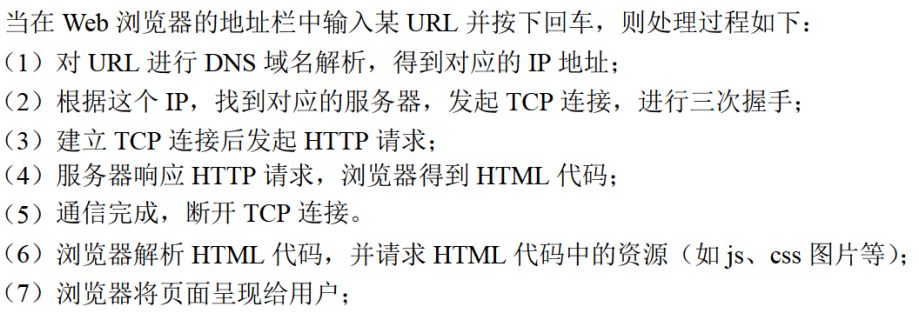 当在 Web 浏览器的地址栏中输入某 URL 并按下回车，则处理过程如下：
（1）对 URL 进行 DNS 域名解析，得到对应的 IP 地址；
（2）根据这个 IP，找到对应的服务器，发起 TCP 连接，进行三次握手；
（3）建立 TCP 连接后发起 HTTP 请求；
（4）服务器响应 HTTP 请求，浏览器得到 HTML 代码；
（5）通信完成，断开 TCP 连接。
（6）浏览器解析 HTML 代码，并请求 HTML 代码中的资源（如 js、css 图片等）；
（7）浏览器将页面呈现给用户；